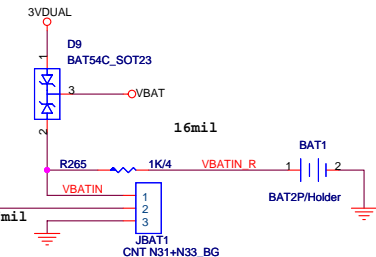 3VDUAL
D9
BAT54C_SOT23
1
3
VBAT
2
16mil
BAT1
R265
1K/4
VBATIN_R
1
2
VBATIN
BAT2P/Holder
1
2
3
mil
JBAT1
CNT N31+N33_BG